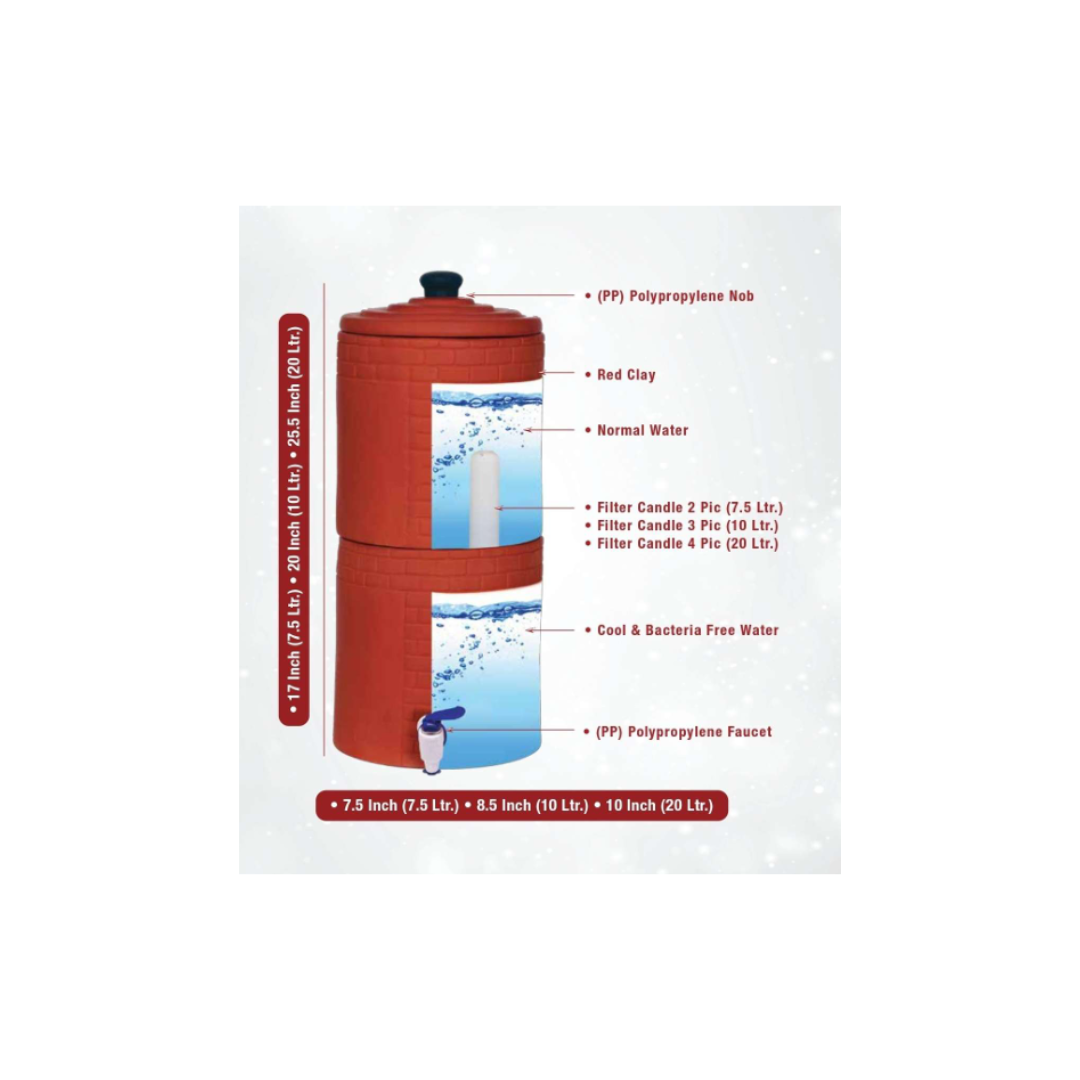 • (PP) Polypropylene Nob
• Red Clay
• Normal Water
• Filter Candle 2 Pic (7.5 Ltr.)
• Filter Candle 3 Pic (10 Ltr.)
• Filter Candle 4 Pic (20 Ltr.)
• Cool & Bacteria Free Water
• (PP) Polypropylene Faucet
• 17 Inch (7.5 Ltr.) • 20 Inch (10 Ltr.) • 25.5 Inch (20 Ltr.)
• 7.5 Inch (7.5 Ltr.) • 8.5 Inch (10 Ltr.) • 10 Inch (20 Ltr.)